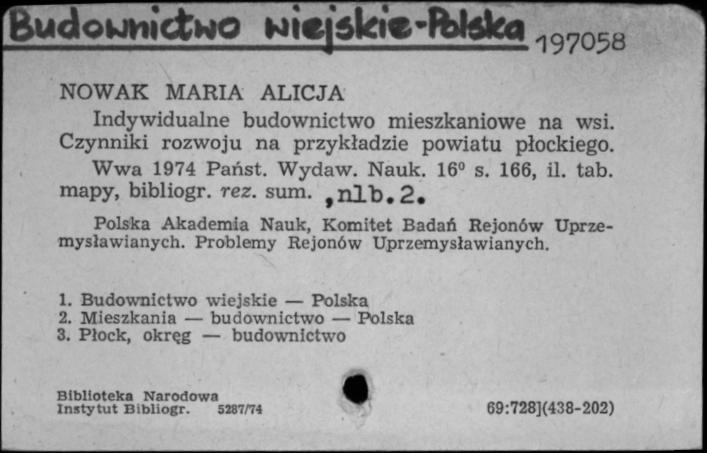 Budownictwo wiejskie-Polska
197058
NOWAK MARIA ALICJA
Indywidualne budownictwo mieszkaniowe na wsi.
Czynniki rozwoju na przykładzie powiatu płockiego.
Wwa 1974 Państ. Wydaw. Nauk. 16⁰ s. 166, il. tab.
mapy, bibliogr. rez. sum. , nlb. 2.
Polska Akademia Nauk, Komitet Badań Rejonów Uprze-
mysławianych. Problemy Rejonów Uprzemysławianych.
1. Budownictwo wiejskie — Polska
2. Mieszkania — budownictwo — Polska
3. Płock, okręg — budownictwo
Biblioteka Narodowa
Instytut Bibliogr. 5287/74
69:728](438-202)